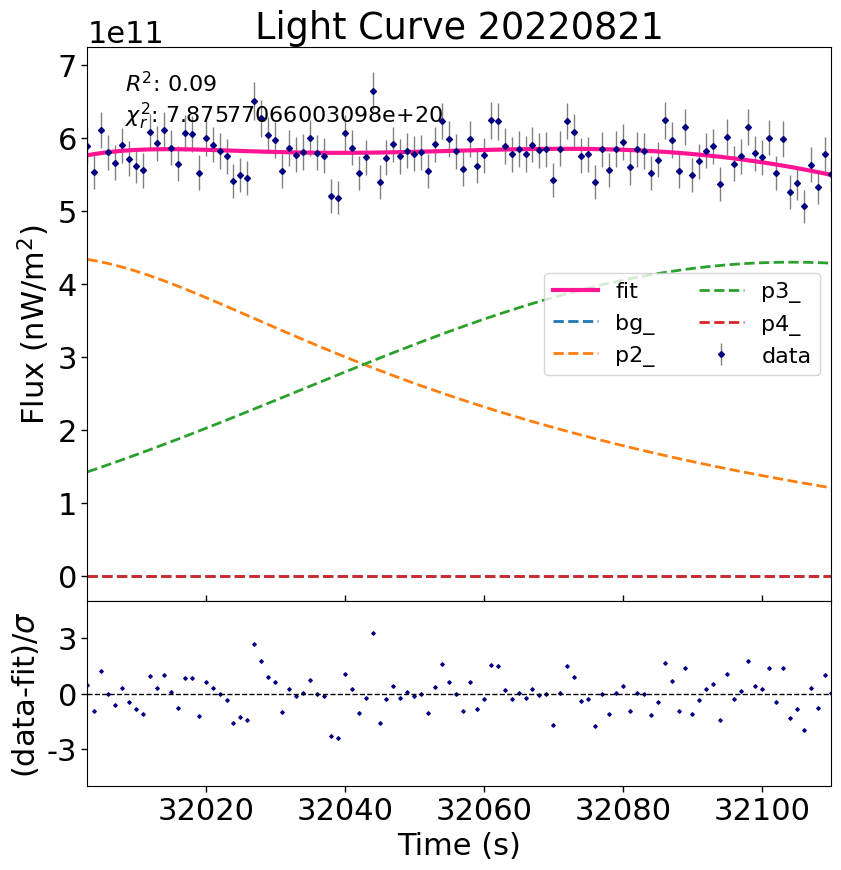 Light Curve 20220821
1e11
R²: 0.09
χ²ᵣ: 7.875777066003098e+20
7
6
5
4
3
2
1
0
Flux (nW/m²)
fit
bg_
p2_
p3_
p4_
data
3
0
-3
(data-fit)/σ
32020 32040 32060 32080 32100
Time (s)